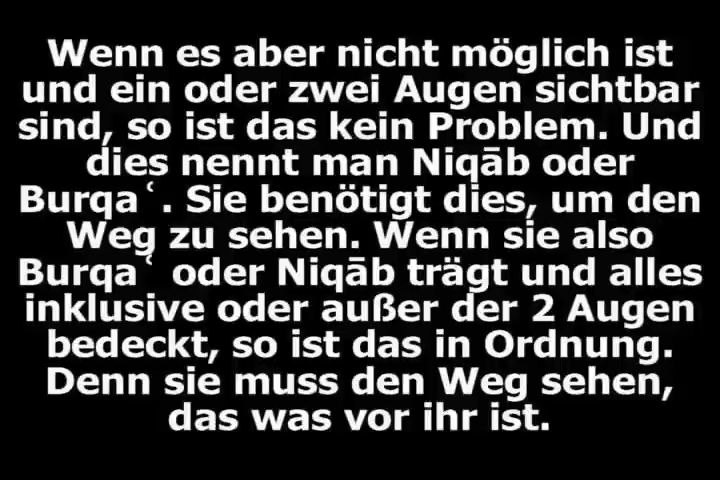 Wenn es aber nicht möglich ist
und ein oder zwei Augen sichtbar
sind, so ist das kein Problem. Und
dies nennt man Niqāb oder
Burqaʿ. Sie benötigt dies, um den
Weg zu sehen. Wenn sie also
Burqaʿ oder Niqāb trägt und alles
inklusive oder außer der 2 Augen
bedeckt, so ist das in Ordnung.
Denn sie muss den Weg sehen,
das was vor ihr ist.